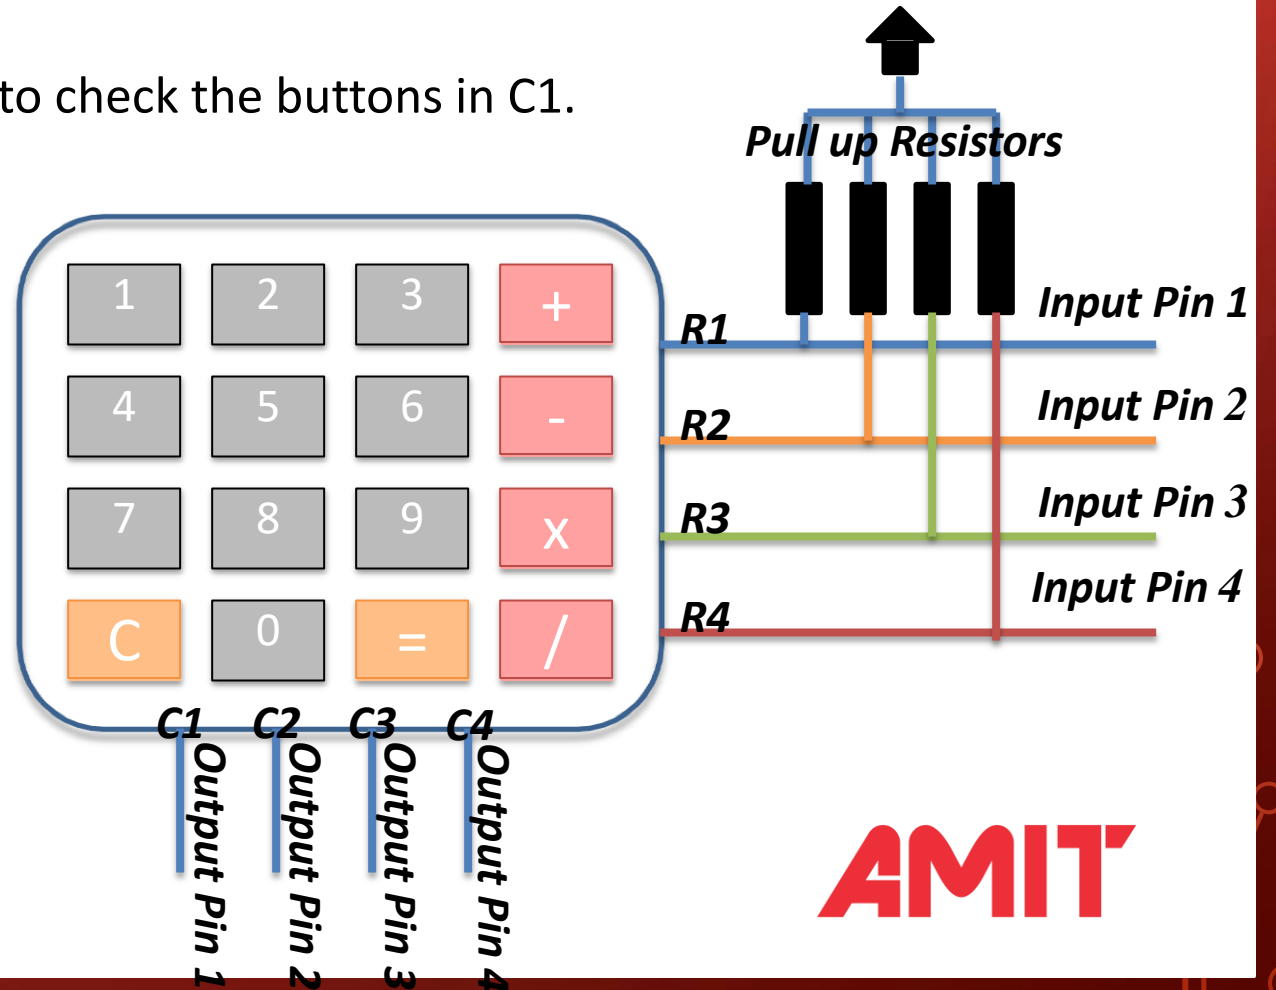 to check the buttons in C1.
Pull up Resistors
1 2 3 +
4 5 6 -
7 8 9 x
C 0 = /
R1
Input Pin 1
R2
Input Pin 2
R3
Input Pin 3
R4
Input Pin 4
C1 C2 C3 C4
Output Pin 1
Output Pin 2
Output Pin 3
Output Pin 4
AMIT